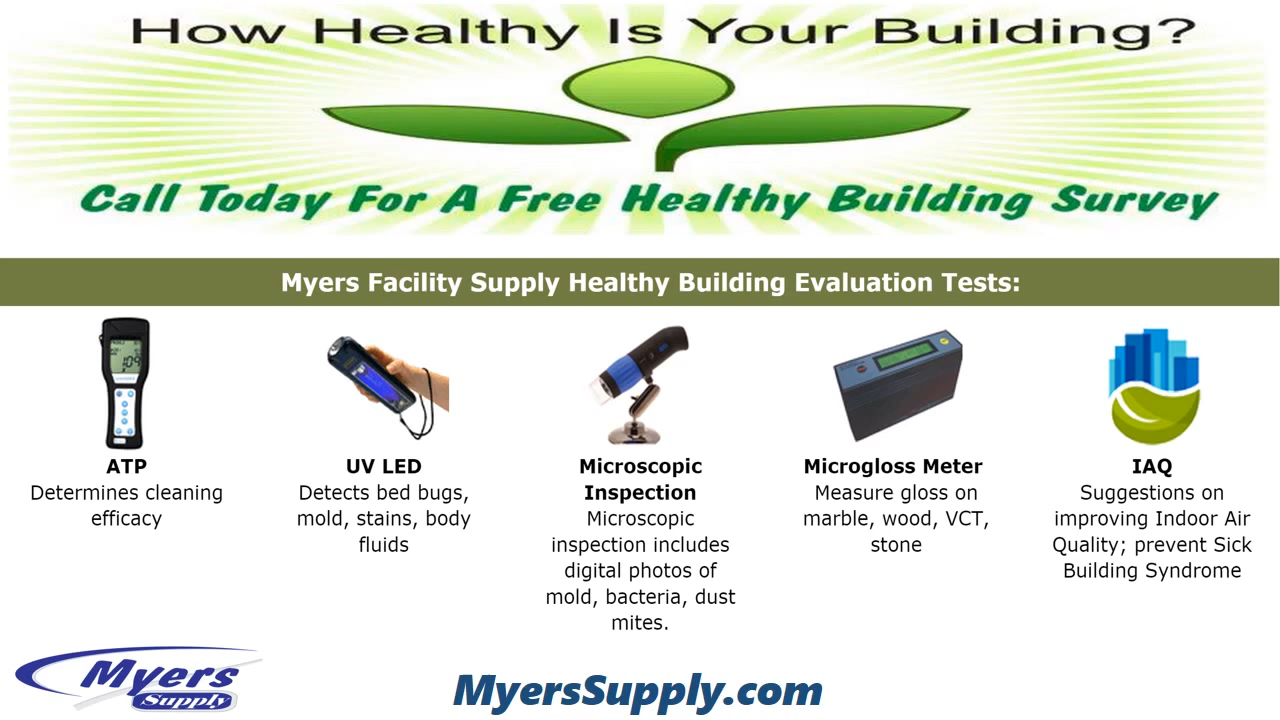 How Healthy Is Your Building?
Call Today For A Free Healthy Building Survey
Myers Facility Supply Healthy Building Evaluation Tests:
109
ATP
Determines cleaning
efficacy
UV LED
Detects bed bugs,
mold, stains, body
fluids
Microscopic
Inspection
Microscopic
inspection includes
digital photos of
mold, bacteria, dust
mites.
Microgloss Meter
Measure gloss on
marble, wood, VCT,
stone
IAQ
Suggestions on
improving Indoor Air
Quality; prevent Sick
Building Syndrome
Myers
Supply
MyersSupply.com